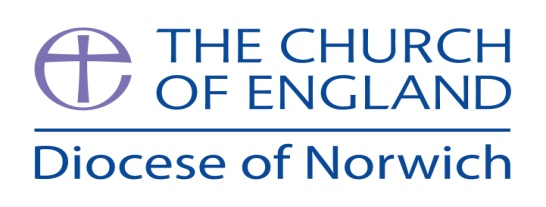 THE CHURCH
OF ENGLAND
Diocese of Norwich